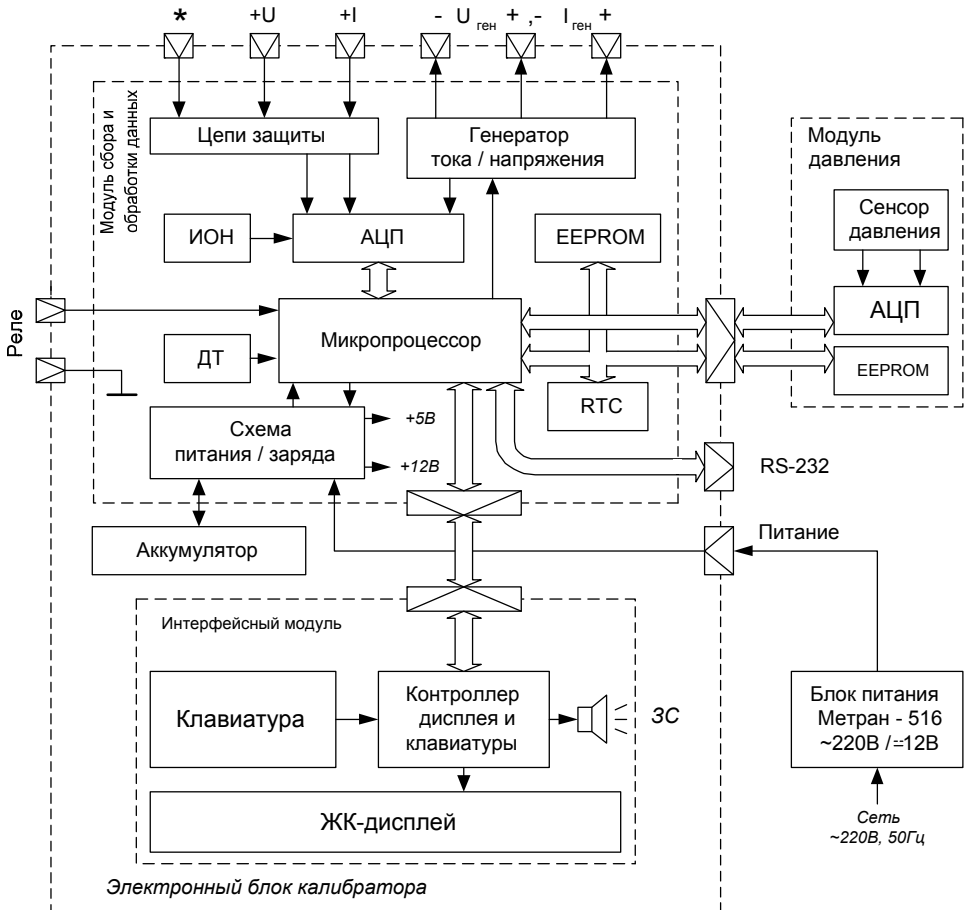 * +U +I - U ген + ,- I ген +
Модуль сбора и
обработки данных
Цепи защиты
Генератор
тока / напряжения
Модуль
давления
Сенсор
давления
ИОН
АЦП
EEPROM
АЦП
Реле
Микропроцессор
ДТ
EEPROM
RTC
Схема
питания / заряда
+5В
+12В
RS-232
Аккумулятор
Питание
Интерфейсный модуль
Клавиатура
Контроллер
дисплея и
клавиатуры
ЗС
Блок питания
Метран - 516
~220В /=12В
ЖК-дисплей
Сеть
~220В, 50Гц
Электронный блок калибратора